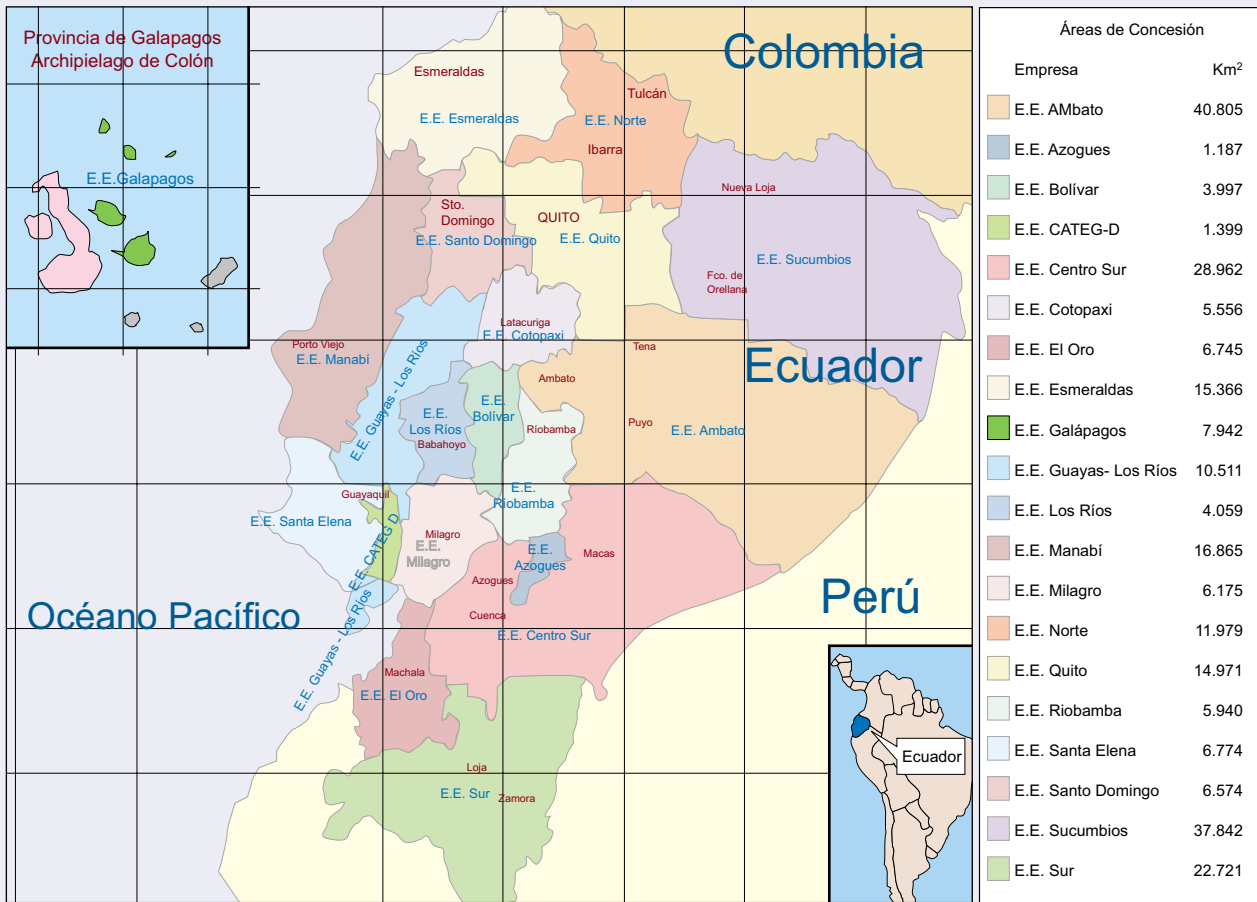 Provincia de Galapagos
Archipielago de Colón
E.E.Galapagos
Colombia
Esmeraldas
E.E. Esmeraldas
Tulcán
E.E. Norte
Ibarra
Nueva Loja
Sto.
Domingo
E.E. Santo Domingo
QUITO
E.E. Quito
E.E. Sucumbios
Fco. de
Orellana
Latacuriga
E.E. Cotopaxi
Porto Viejo
E.E. Manabí
E.E. Guayas - Los Ríos
Tena
Ecuador
Ambato
E.E.
Bolívar
E.E.
Los Ríos
Babahoyo
Ríobamba
Puyo
E.E. Ambato
E.E.
Ríobamba
Guayaquil
E.E. Santa Elena
E.E. CATEG D
Milagro
E.E.
Milagro
E.E.
Azogues
Macas
Azogues
Perú
Océano Pacífico
E.E. Guayas - Los Ríos
Cuenca
E.E. Centro Sur
Machala
E.E. El Oro
Loja
E.E. Sur
Zamora
Ecuador
Áreas de Concesión
Empresa Km²
E.E. AMbato 40.805
E.E. Azogues 1.187
E.E. Bolívar 3.997
E.E. CATEG-D 1.399
E.E. Centro Sur 28.962
E.E. Cotopaxi 5.556
E.E. El Oro 6.745
E.E. Esmeraldas 15.366
E.E. Galápagos 7.942
E.E. Guayas- Los Ríos 10.511
E.E. Los Ríos 4.059
E.E. Manabí 16.865
E.E. Milagro 6.175
E.E. Norte 11.979
E.E. Quito 14.971
E.E. Riobamba 5.940
E.E. Santa Elena 6.774
E.E. Santo Domingo 6.574
E.E. Sucumbios 37.842
E.E. Sur 22.721